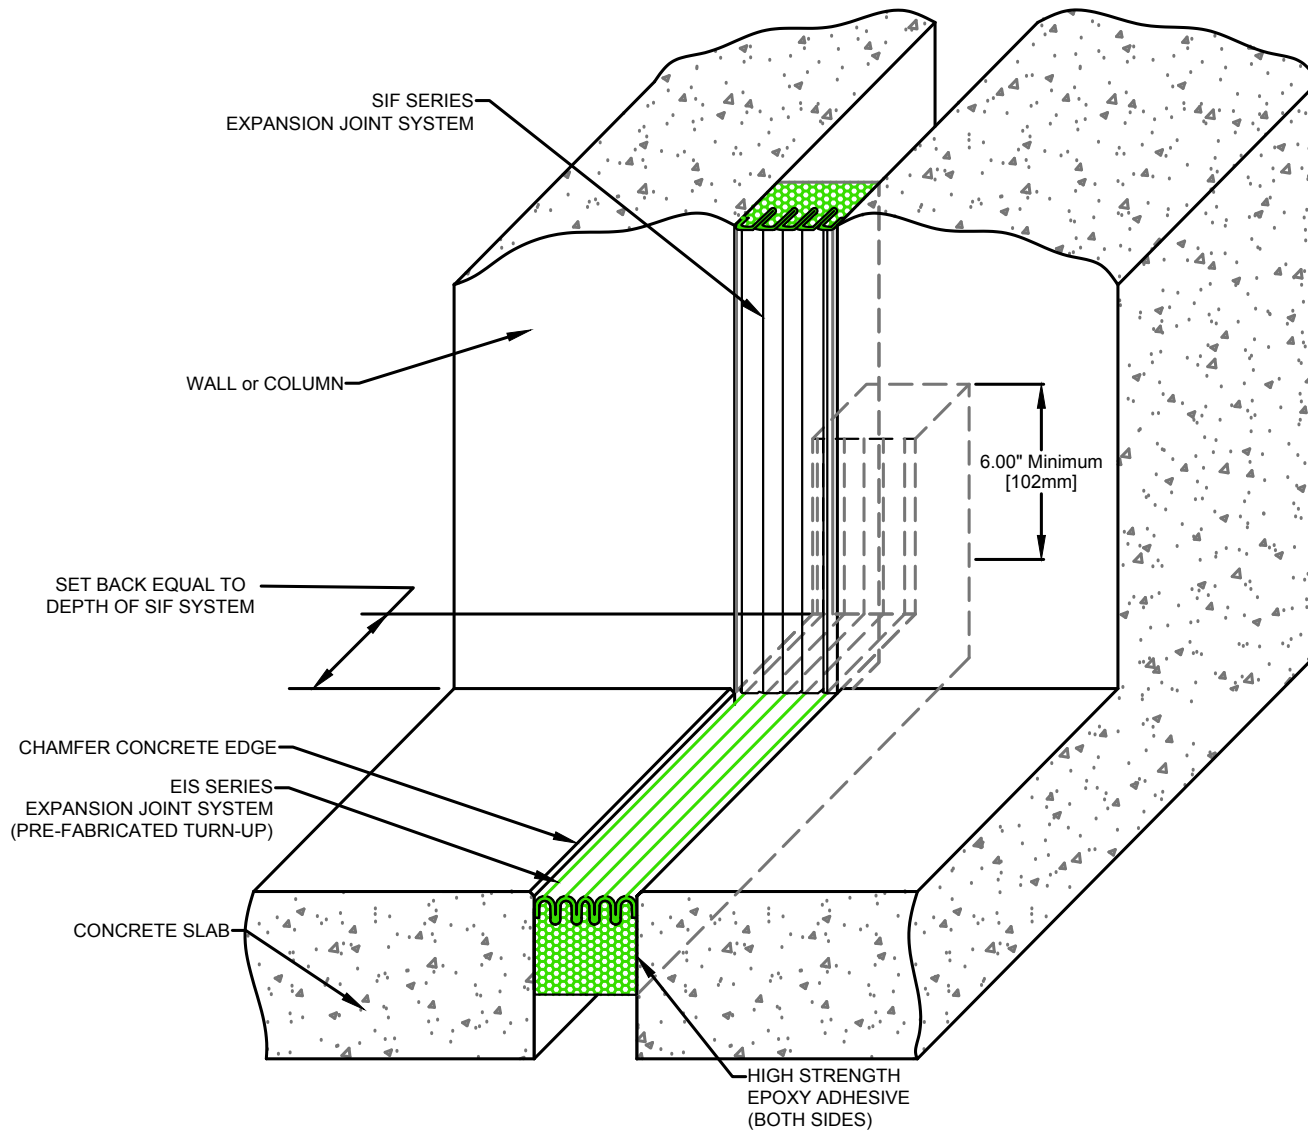 SIF SERIES
EXPANSION JOINT SYSTEM
WALL or COLUMN
6.00" Minimum
[102mm]
SET BACK EQUAL TO
DEPTH OF SIF SYSTEM
CHAMFER CONCRETE EDGE
EIS SERIES
EXPANSION JOINT SYSTEM
(PRE-FABRICATED TURN-UP)
CONCRETE SLAB
HIGH STRENGTH
EPOXY ADHESIVE
(BOTH SIDES)